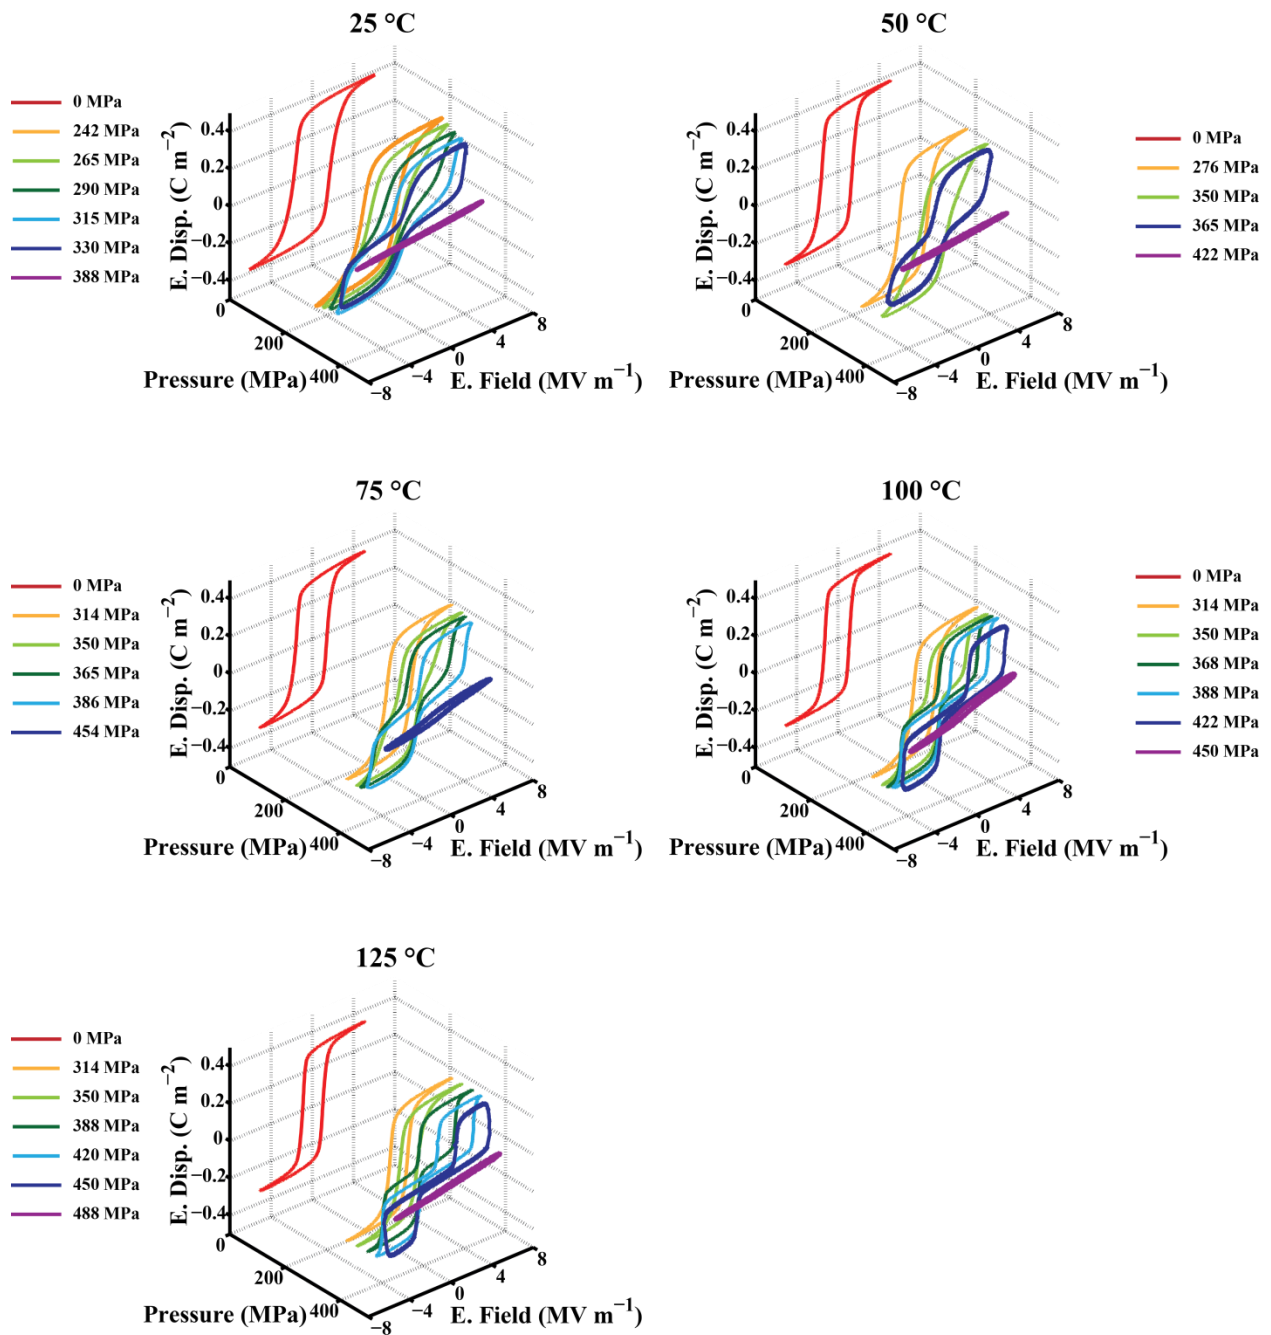 25 °C
0 MPa
242 MPa
265 MPa
290 MPa
315 MPa
330 MPa
388 MPa
E. Disp. (C m−2)
0.4
0.2
0
−0.2
−0.4
0
200
400
Pressure (MPa)
−8
−4
0
4
8
E. Field (MV m−1)
50 °C
E. Disp. (C m−2)
0.4
0.2
0
−0.2
−0.4
0
200
400
Pressure (MPa)
−8
−4
0
4
8
E. Field (MV m−1)
0 MPa
276 MPa
350 MPa
365 MPa
422 MPa
75 °C
0 MPa
314 MPa
350 MPa
365 MPa
386 MPa
454 MPa
E. Disp. (C m−2)
0.4
0.2
0
−0.2
−0.4
0
200
400
Pressure (MPa)
−8
−4
0
4
8
E. Field (MV m−1)
100 °C
E. Disp. (C m−2)
0.4
0.2
0
−0.2
−0.4
0
200
400
Pressure (MPa)
−8
−4
0
4
8
E. Field (MV m−1)
0 MPa
314 MPa
350 MPa
368 MPa
388 MPa
422 MPa
450 MPa
125 °C
0 MPa
314 MPa
350 MPa
388 MPa
420 MPa
450 MPa
488 MPa
E. Disp. (C m−2)
0.4
0.2
0
−0.2
−0.4
0
200
400
Pressure (MPa)
−8
−4
0
4
8
E. Field (MV m−1)